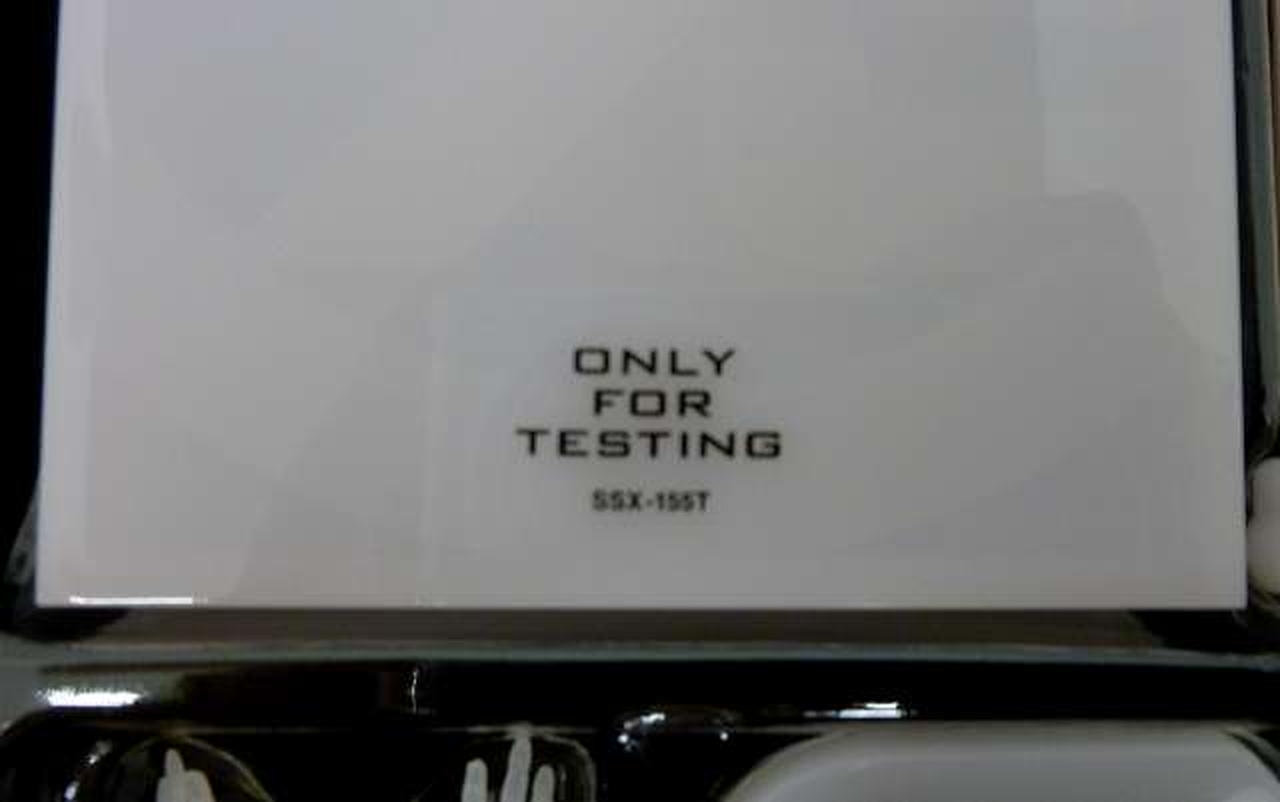 ONLY
FOR
TESTING
SSX-155T